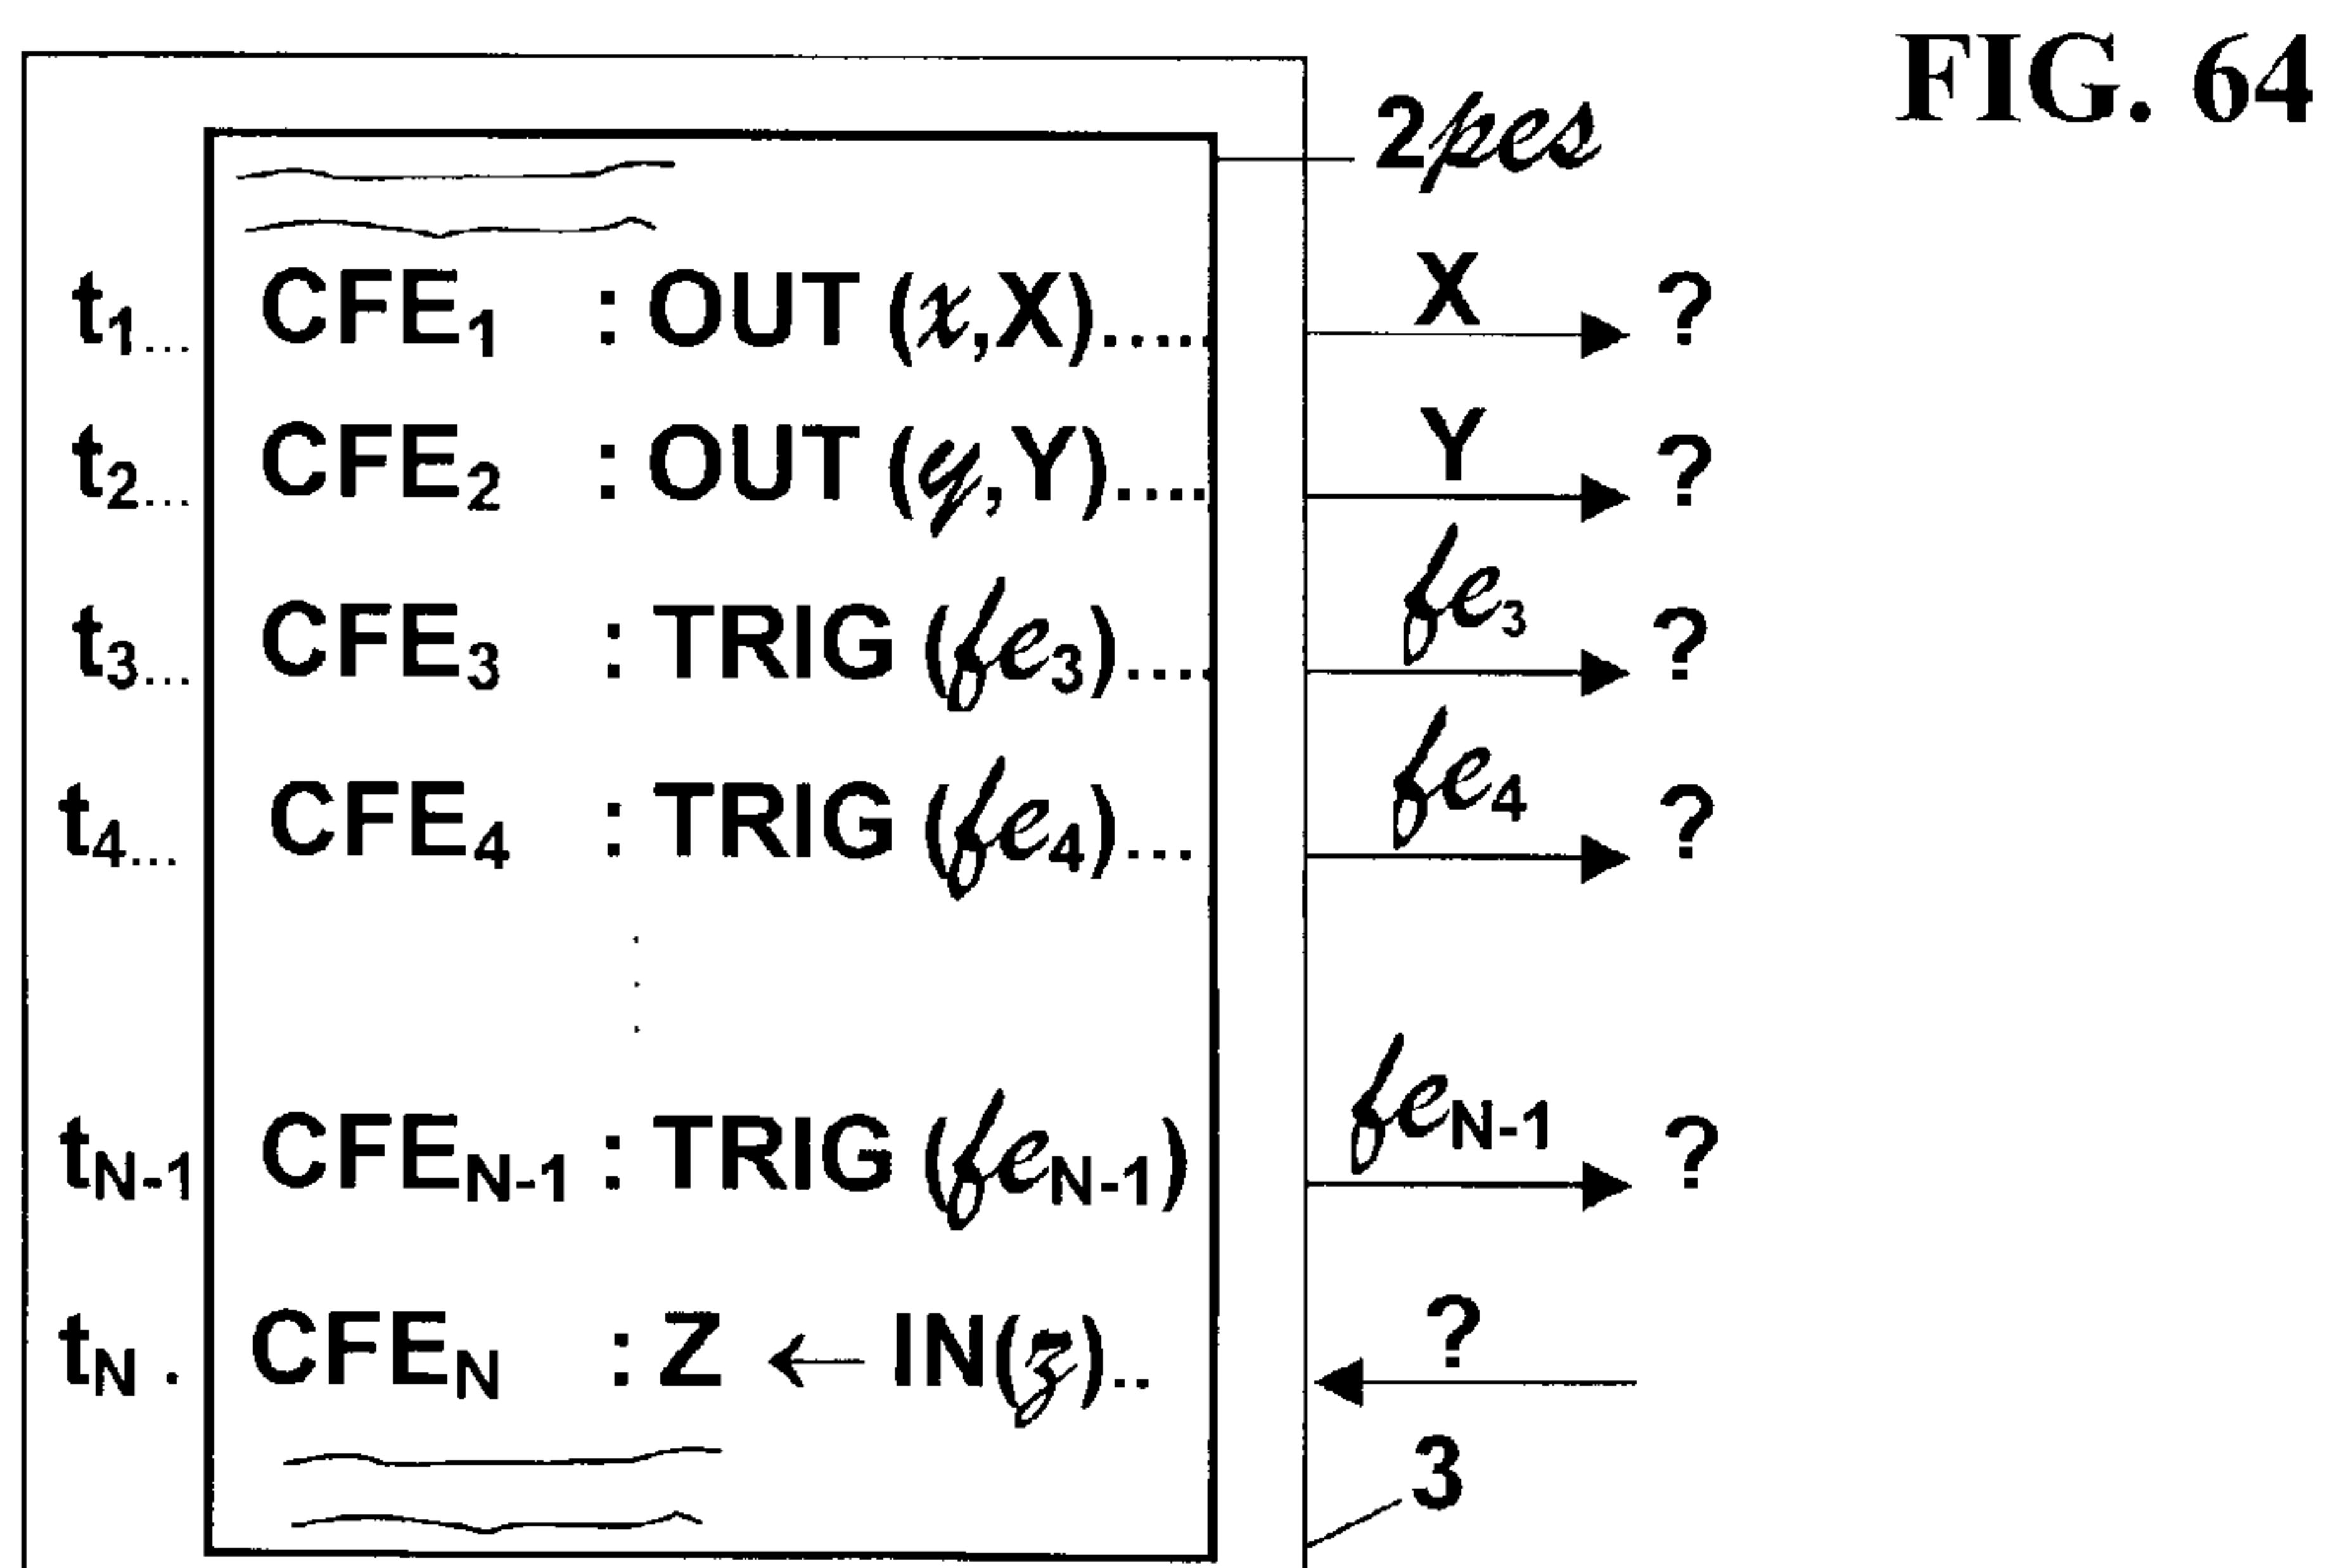 FIG. 64
2pes
t₁... CFE₁ : OUT (x,X)..... X ?
t₂... CFE₂ : OUT (y,Y).... Y ?
t₃... CFE₃ : TRIG (fe₃).... fe₃ ?
t₄... CFE₄ : TRIG (fe₄)... fe₄ ?
tN-1 CFEN-1 : TRIG (feN-1) feN-1 ?
tN . CFEN : Z ← IN(z).. ?
3